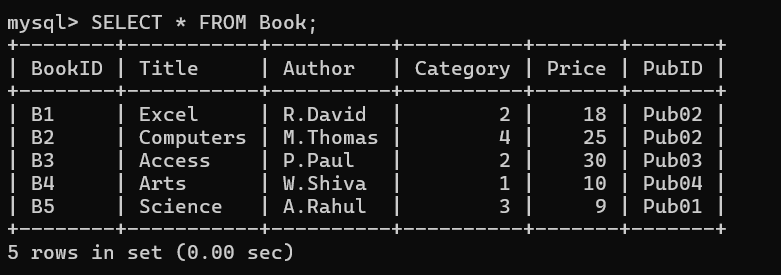 mysql> SELECT * FROM Book;
+--------+-----------+----------+----------+-------+-------+
| BookID | Title     | Author   | Category | Price | PubID |
+--------+-----------+----------+----------+-------+-------+
| B1     | Excel     | R.David  |        2 |    18 | Pub02 |
| B2     | Computers | M.Thomas |        4 |    25 | Pub02 |
| B3     | Access    | P.Paul   |        2 |    30 | Pub03 |
| B4     | Arts      | W.Shiva  |        1 |    10 | Pub04 |
| B5     | Science   | A.Rahul  |        3 |     9 | Pub01 |
+--------+-----------+----------+----------+-------+-------+
5 rows in set (0.00 sec)